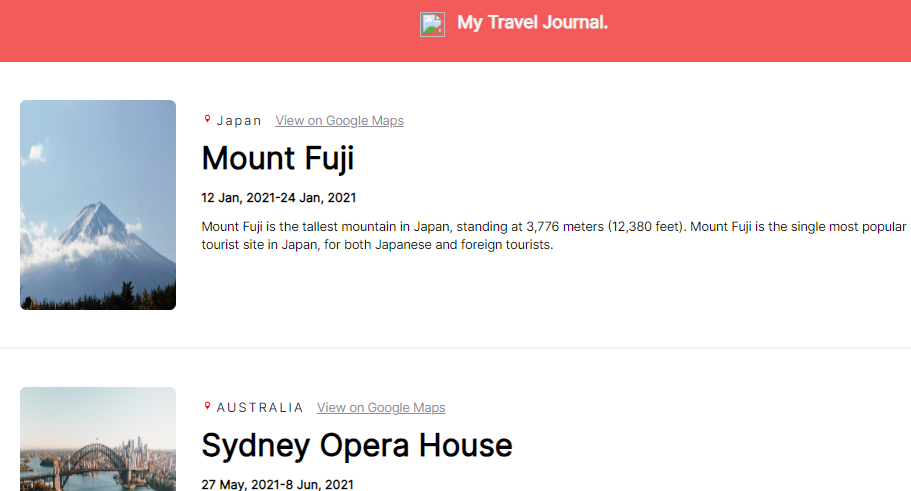 My Travel Journal.
Japan View on Google Maps
Mount Fuji
12 Jan, 2021-24 Jan, 2021
Mount Fuji is the tallest mountain in Japan, standing at 3,776 meters (12,380 feet). Mount Fuji is the single most popular
tourist site in Japan, for both Japanese and foreign tourists.
AUSTRALIA View on Google Maps
Sydney Opera House
27 May, 2021-8 Jun, 2021